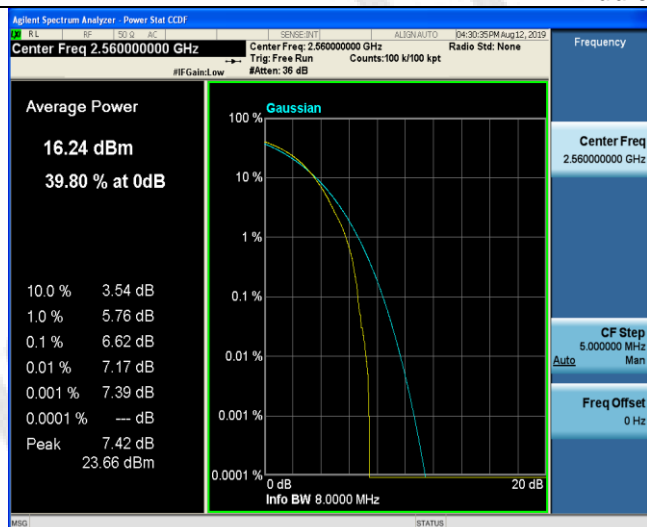 Agilent Spectrum Analyzer - Power Stat CCDF
RL RF 50 Ω AC SENSE:INT ALIGNAUTO 04:30:35 PM Aug 12, 2019
Center Freq 2.560000000 GHz
Center Freq: 2.560000000 GHz Radio Std: None
Trig: Free Run Counts:100 k/100 kpt
#IFGain:Low #Atten: 36 dB
Frequency
Average Power
16.24 dBm
39.80 % at 0dB
10.0 % 3.54 dB
1.0 % 5.76 dB
0.1 % 6.62 dB
0.01 % 7.17 dB
0.001 % 7.39 dB
0.0001 % --- dB
Peak 7.42 dB
23.66 dBm
Gaussian
100 %
10 %
1 %
0.1 %
0.01 %
0.001 %
0.0001 %
0 dB 20 dB
Info BW 8.0000 MHz
Center Freq
2.560000000 GHz
CF Step
5.000000 MHz
Auto Man
Freq Offset
0 Hz
MSG STATUS